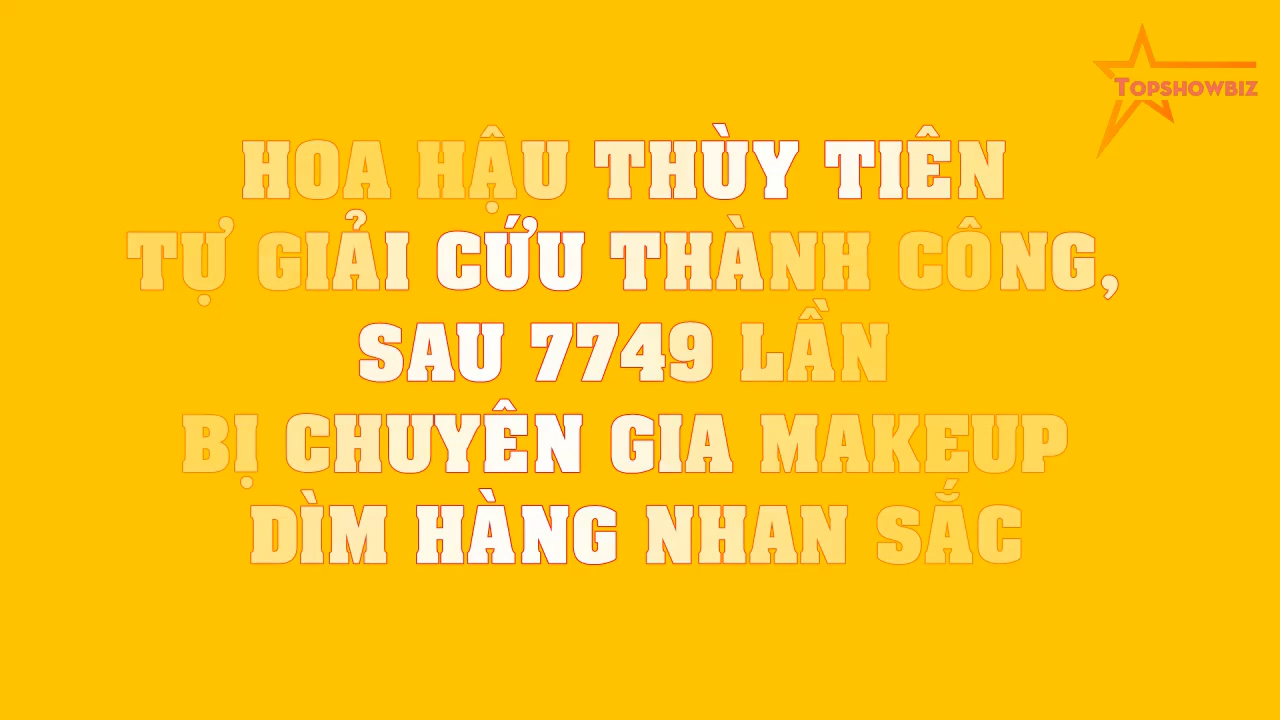 TOPSHOWBIZ
HOA HẬU THÙY TIÊN
TỰ GIẢI CỨU THÀNH CÔNG,
SAU 7749 LẦN
BỊ CHUYÊN GIA MAKEUP
DÌM HÀNG NHAN SẮC